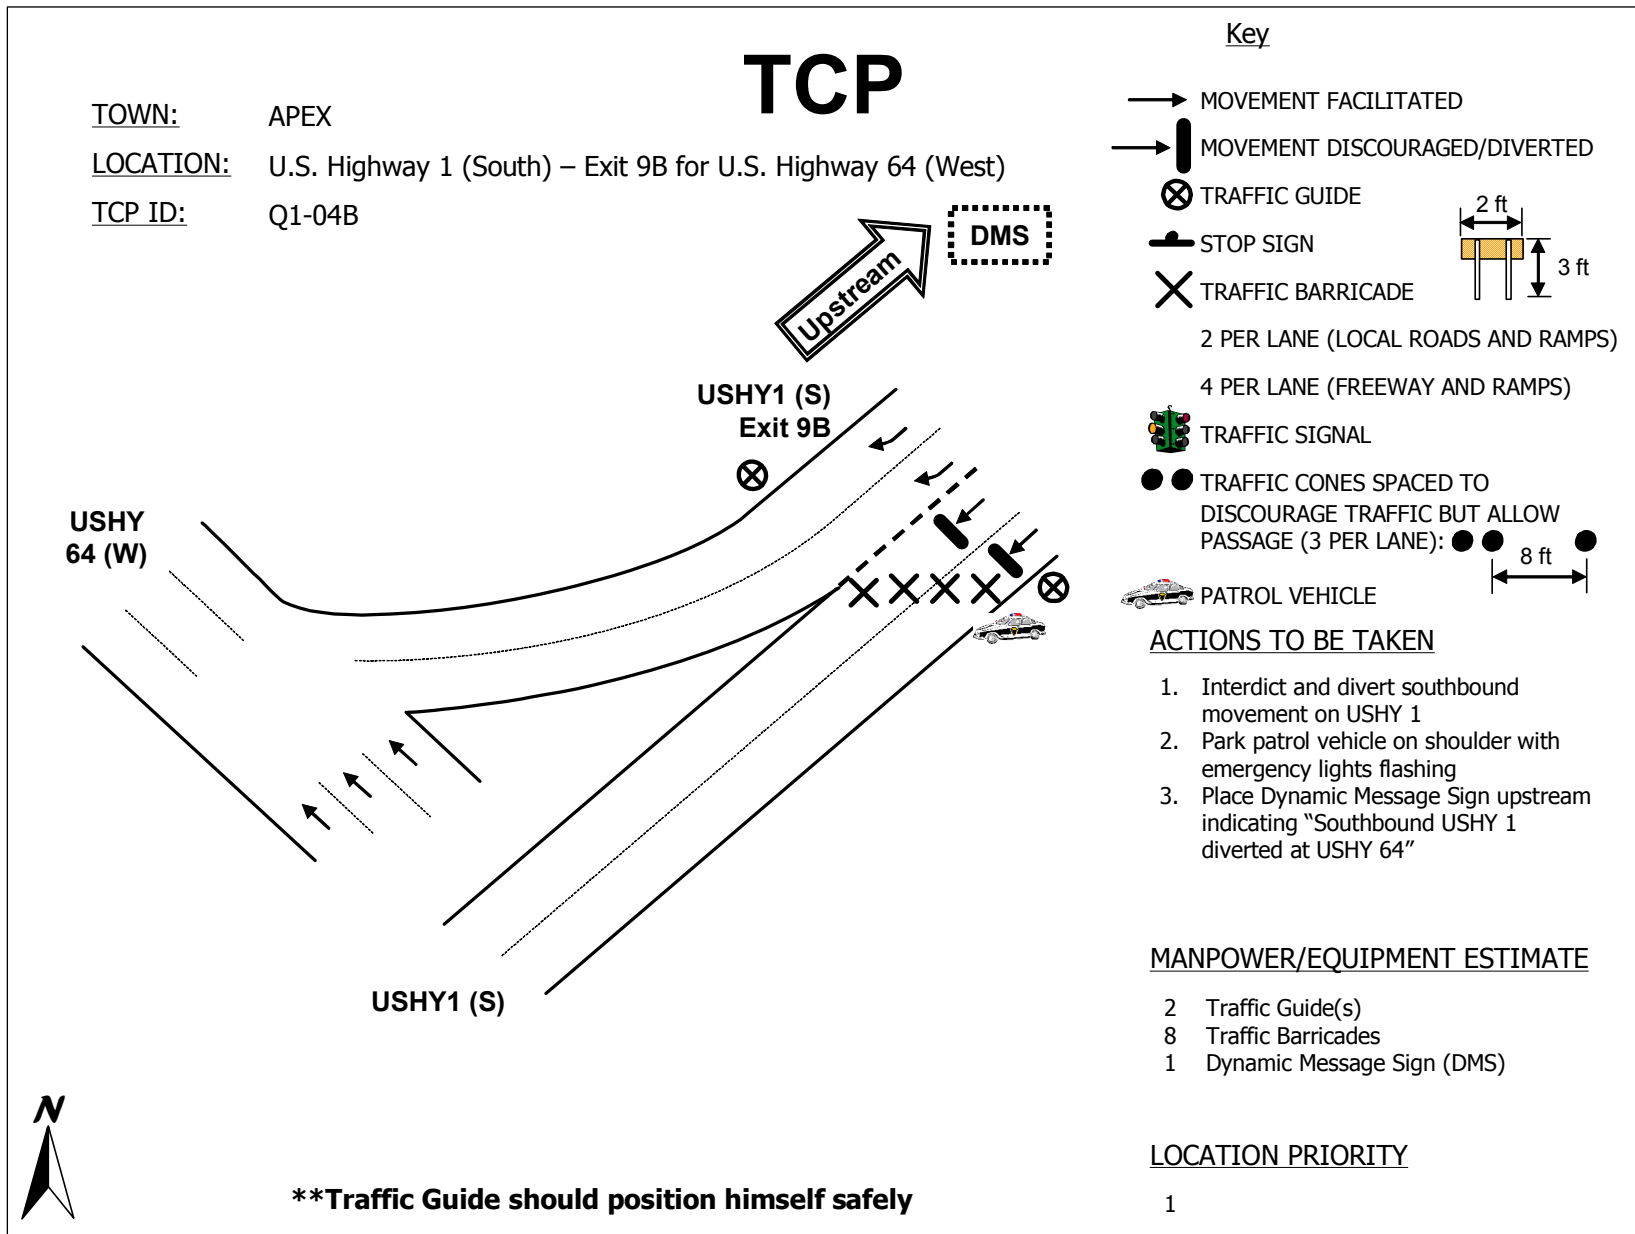 TCP
TOWN: APEX
LOCATION: U.S. Highway 1 (South) – Exit 9B for U.S. Highway 64 (West)
TCP ID: Q1-04B
Upstream
DMS
USHY1 (S)
Exit 9B
USHY
64 (W)
USHY1 (S)
N
**Traffic Guide should position himself safely
Key
MOVEMENT FACILITATED
MOVEMENT DISCOURAGED/DIVERTED
TRAFFIC GUIDE
2 ft
STOP SIGN
3 ft
TRAFFIC BARRICADE
2 PER LANE (LOCAL ROADS AND RAMPS)
4 PER LANE (FREEWAY AND RAMPS)
TRAFFIC SIGNAL
TRAFFIC CONES SPACED TO
DISCOURAGE TRAFFIC BUT ALLOW
PASSAGE (3 PER LANE):
8 ft
PATROL VEHICLE
ACTIONS TO BE TAKEN
1. Interdict and divert southbound
movement on USHY 1
2. Park patrol vehicle on shoulder with
emergency lights flashing
3. Place Dynamic Message Sign upstream
indicating “Southbound USHY 1
diverted at USHY 64”
MANPOWER/EQUIPMENT ESTIMATE
2 Traffic Guide(s)
8 Traffic Barricades
1 Dynamic Message Sign (DMS)
LOCATION PRIORITY
1